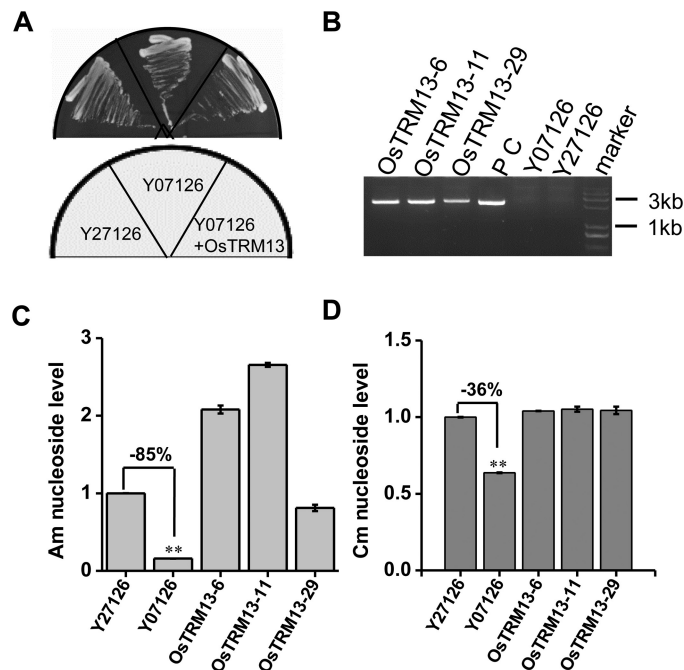 A
Y27126
Y07126
Y07126
+OsTRM13
B
OsTRM13-6
OsTRM13-11
OsTRM13-29
P C
Y07126
Y27126
marker
3kb
1kb
C
Am nucleoside level
3
2
1
0
-85%
**
Y27126
Y07126
OsTRM13-6
OsTRM13-11
OsTRM13-29
D
Cm nucleoside level
1.5
1.0
0.5
0.0
-36%
**
Y27126
Y07126
OsTRM13-6
OsTRM13-11
OsTRM13-29